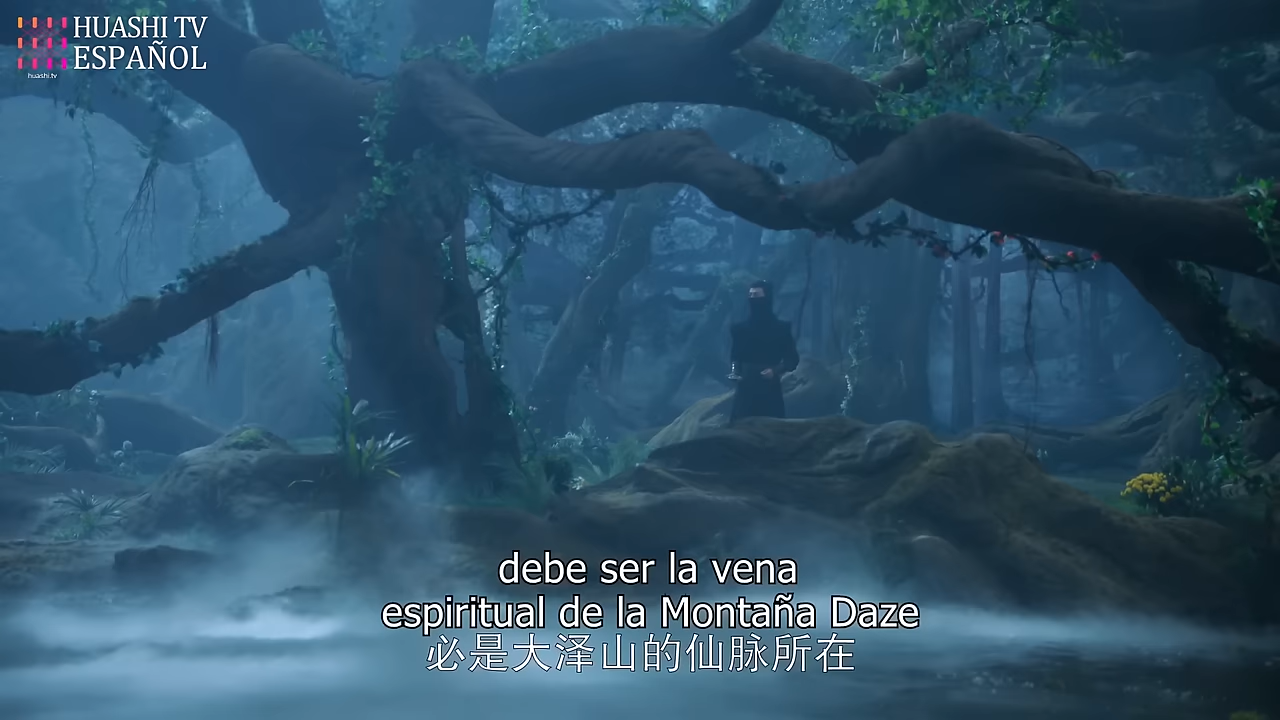 HUASHI TV
ESPAÑOL
huashi.tv
debe ser la vena
espiritual de la Montaña Daze
必是大泽山的仙脉所在